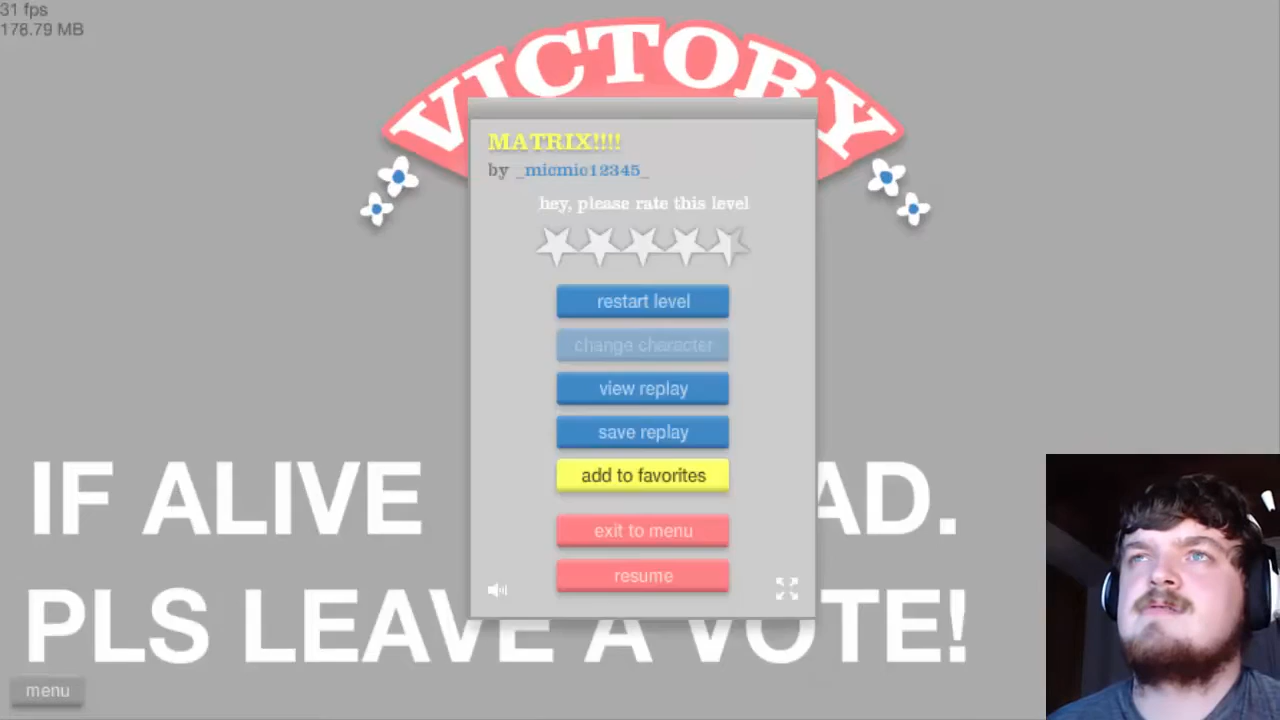 31 fps
178.79 MB
VICTORY
MATRIX!!!!
by _micmic12345_
hey, please rate this level
restart level
change character
view replay
save replay
add to favorites
exit to menu
resume
IF ALIVE AD.
PLS LEAVE A VOTE!
menu